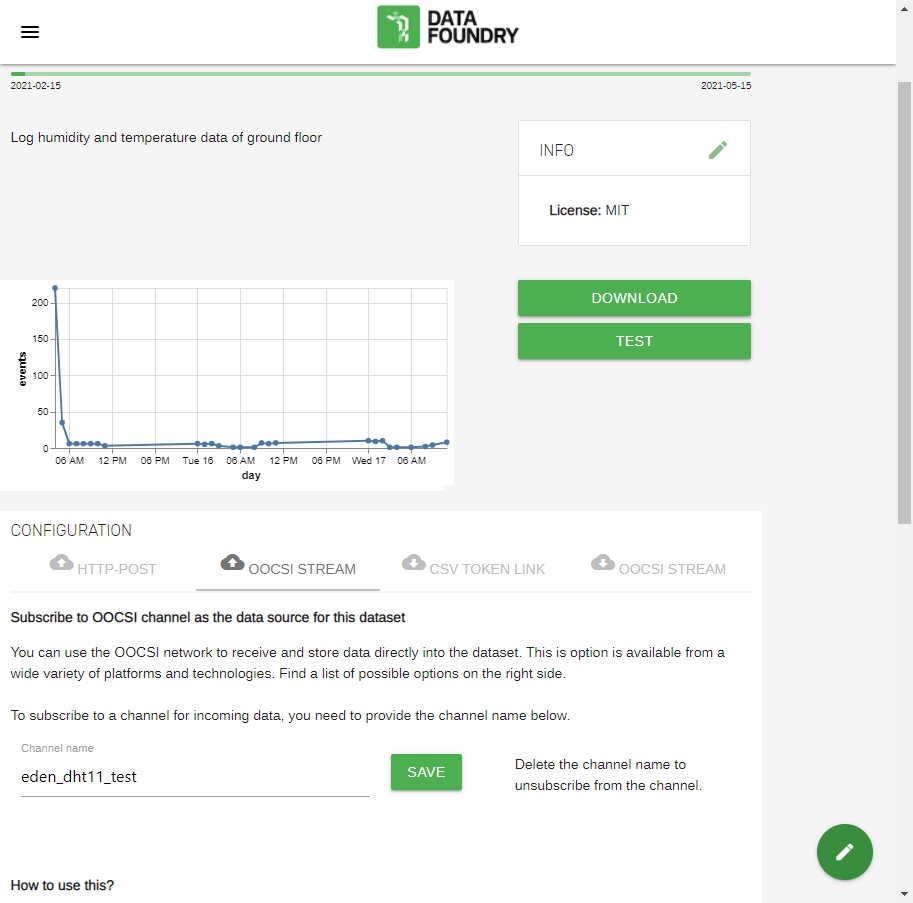 DATA
FOUNDRY
2021-02-15 2021-05-15
Log humidity and temperature data of ground floor
INFO
License: MIT
DOWNLOAD
TEST
200
150
100
50
0
events
06 AM 12 PM 06 PM Tue 16 06 AM 12 PM 06 PM Wed 17 06 AM
day
CONFIGURATION
HTTP-POST OOCSI STREAM CSV TOKEN LINK OOCSI STREAM
Subscribe to OOCSI channel as the data source for this dataset
You can use the OOCSI network to receive and store data directly into the dataset. This is option is available from a
wide variety of platforms and technologies. Find a list of possible options on the right side.
To subscribe to a channel for incoming data, you need to provide the channel name below.
Channel name
eden_dht11_test
SAVE
Delete the channel name to
unsubscribe from the channel.
How to use this?